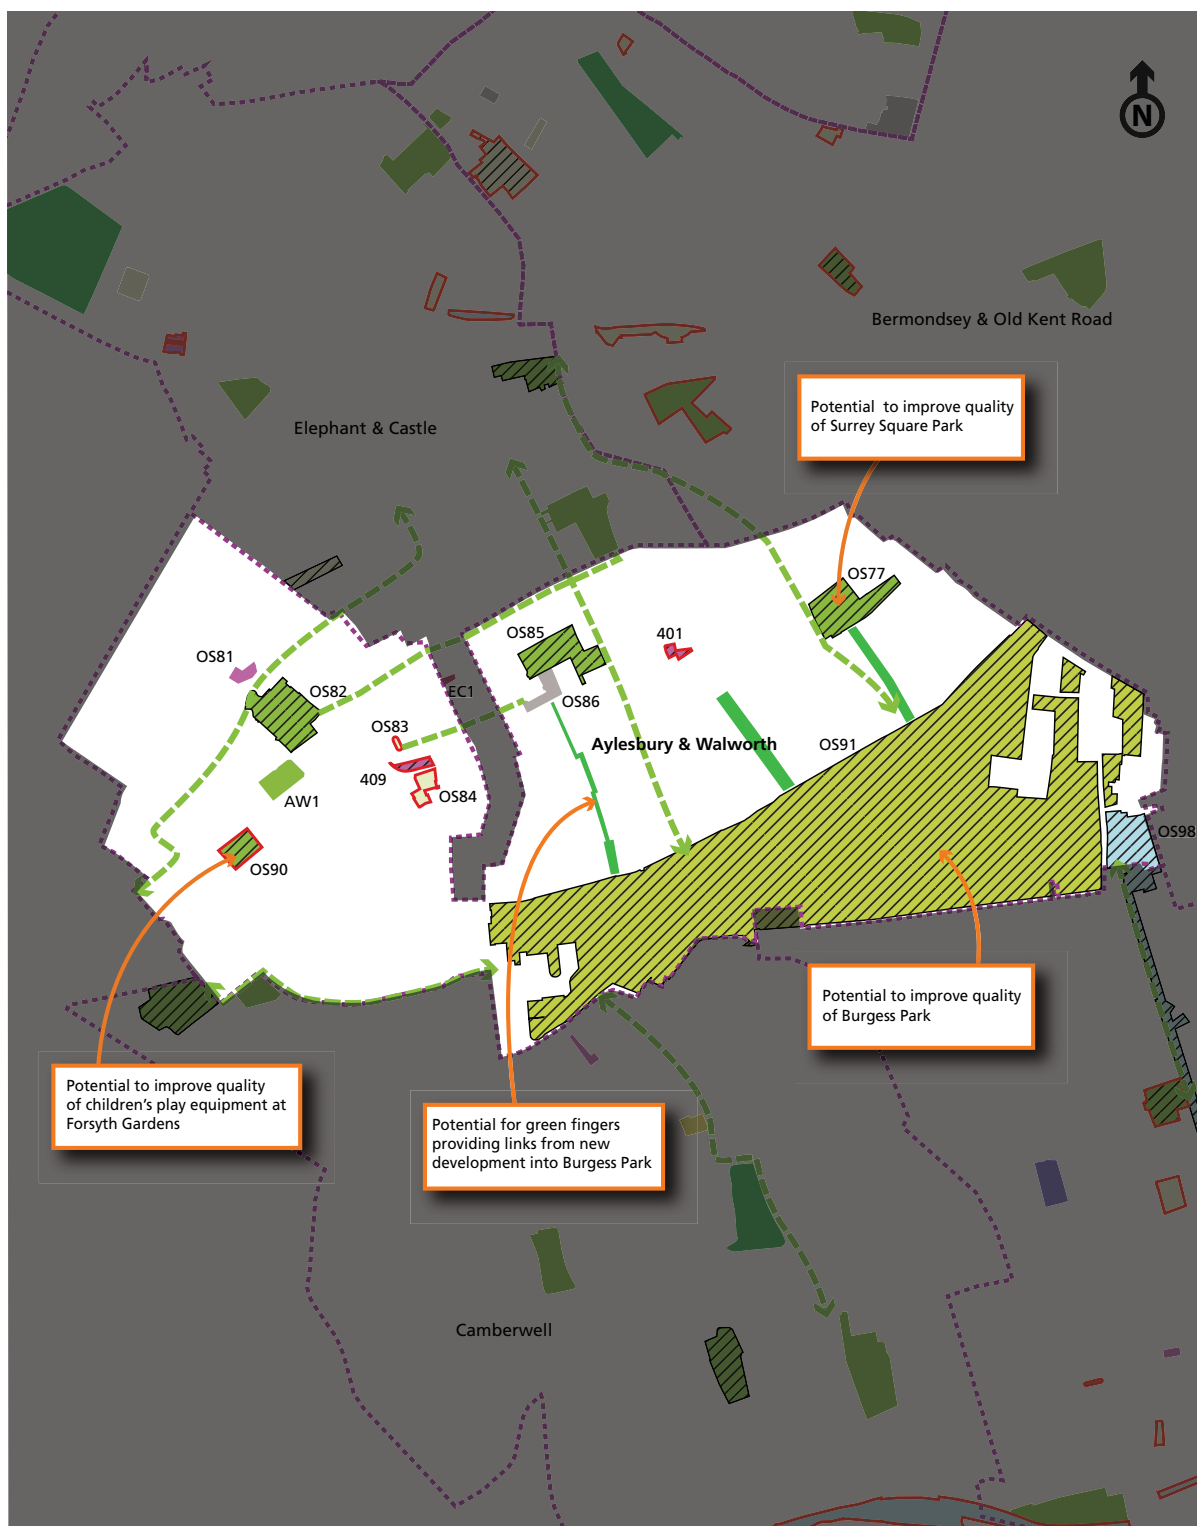 N
Bermondsey & Old Kent Road
Potential to improve quality
of Surrey Square Park
Elephant & Castle
OS77
OS85
401
OS81
OS82
EC1
OS86
OS83
Aylesbury & Walworth
OS91
409
OS84
AW1
OS98
OS90
Potential to improve quality
of Burgess Park
Potential to improve quality
of children's play equipment at
Forsyth Gardens
Potential for green fingers
providing links from new
development into Burgess Park
Camberwell